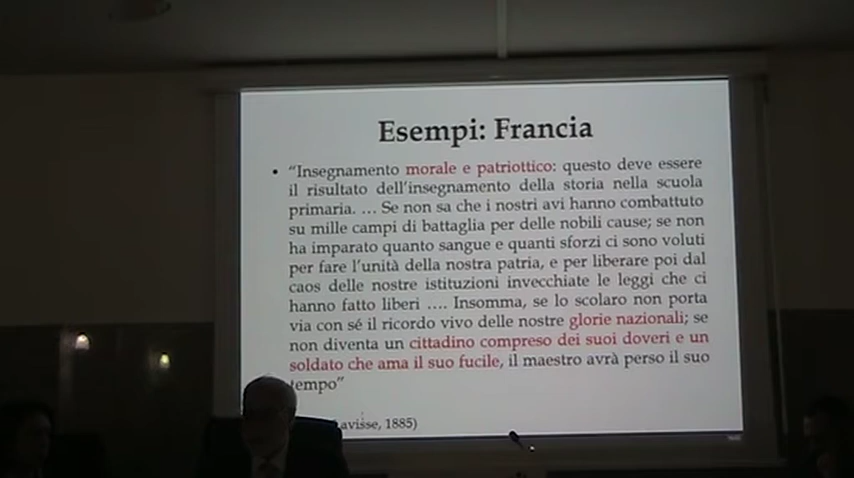 Esempi: Francia
• “Insegnamento morale e patriottico: questo deve essere
il risultato dell’insegnamento della storia nella scuola
primaria. … Se non sa che i nostri avi hanno combattuto
su mille campi di battaglia per delle nobili cause; se non
ha imparato quanto sangue e quanti sforzi ci sono voluti
per fare l’unità della nostra patria, e per liberare poi dal
caos delle nostre istituzioni invecchiate le leggi che ci
hanno fatto liberi …. Insomma, se lo scolaro non porta
via con sé il ricordo vivo delle nostre glorie nazionali; se
non diventa un cittadino compreso dei suoi doveri e un
soldato che ama il suo fucile, il maestro avrà perso il suo
tempo”
avisse, 1885)